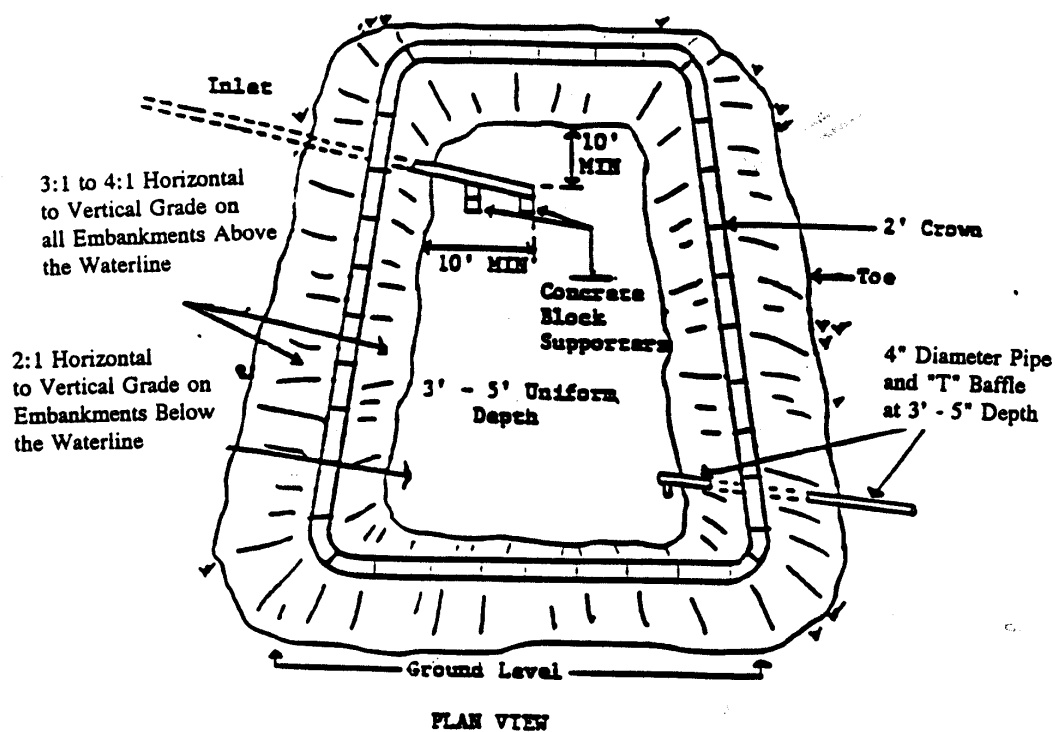 Inlet
10'
MIN
3:1 to 4:1 Horizontal
to Vertical Grade on
all Embankments Above
the Waterline
2' Crown
10' MIN
Toe
Concrete
Block
Supporters
2:1 Horizontal
to Vertical Grade on
Embankments Below
the Waterline
3' - 5' Uniform
Depth
4" Diameter Pipe
and "T" Baffle
at 3' - 5" Depth
Ground Level
PLAN VIEW